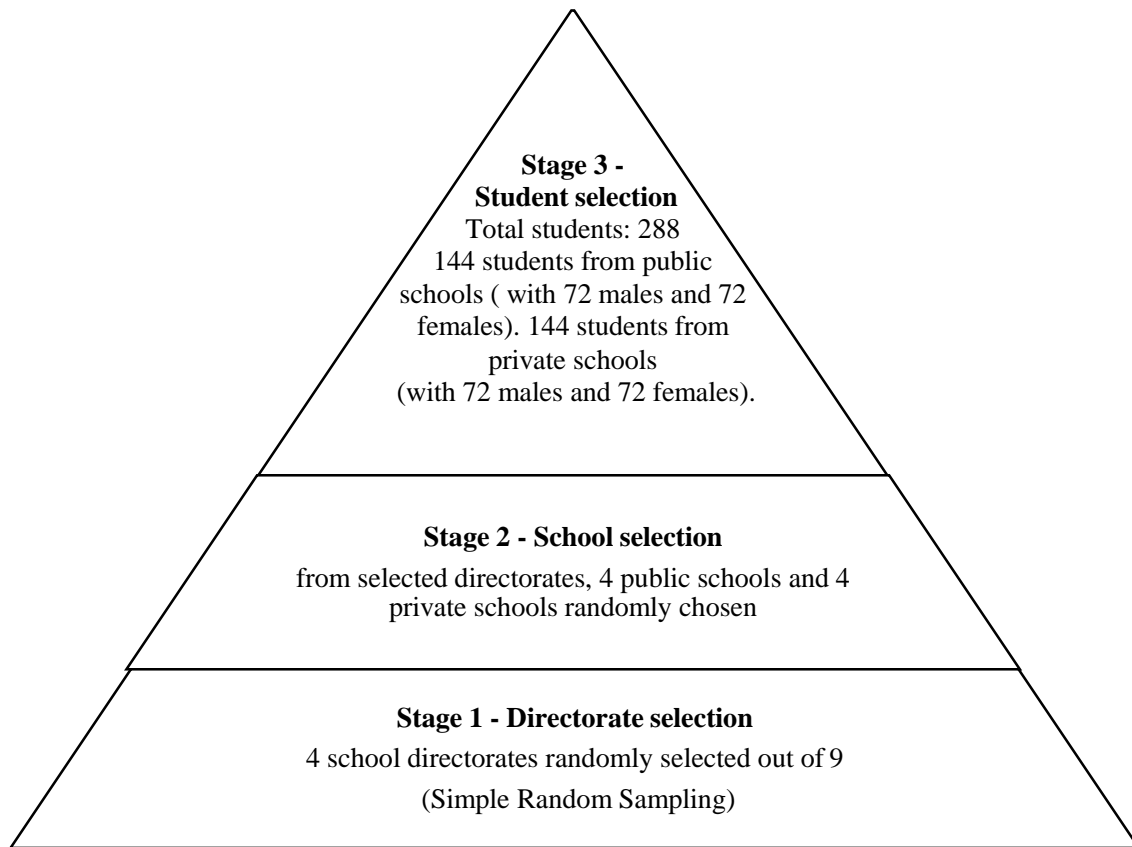 Stage 3 -
Student selection
Total students: 288
144 students from public
schools ( with 72 males and 72
females). 144 students from
private schools
(with 72 males and 72 females).
Stage 2 - School selection
from selected directorates, 4 public schools and 4
private schools randomly chosen
Stage 1 - Directorate selection
4 school directorates randomly selected out of 9
(Simple Random Sampling)